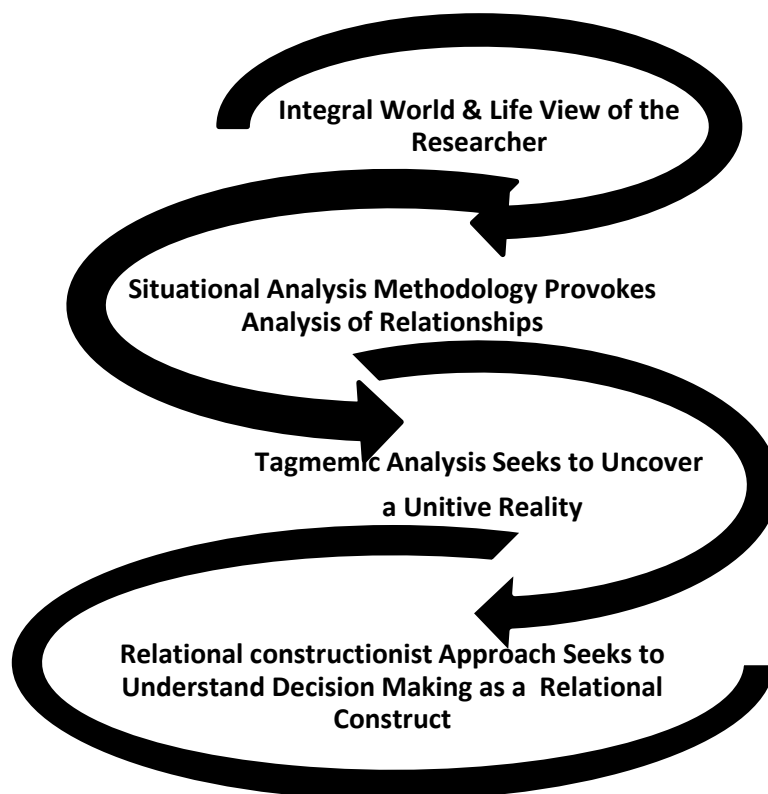 Integral World & Life View of the
Researcher
Situational Analysis Methodology Provokes
Analysis of Relationships
Tagmemic Analysis Seeks to Uncover
a Unitive Reality
Relational constructionist Approach Seeks to
Understand Decision Making as a Relational
Construct